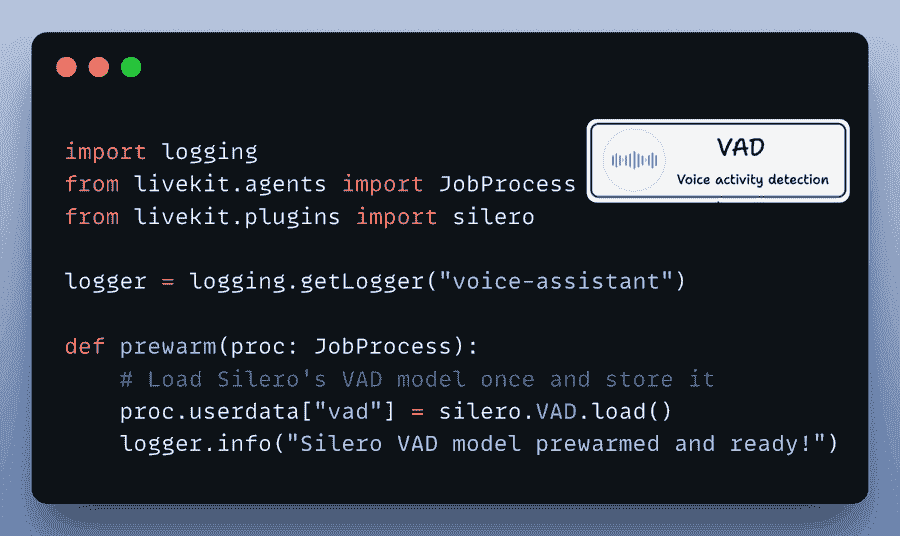 import logging
from livekit.agents import JobProcess
from livekit.plugins import silero
VAD
Voice activity detection
logger = logging.getLogger("voice-assistant")
def prewarm(proc: JobProcess):
    # Load Silero's VAD model once and store it
    proc.userdata["vad"] = silero.VAD.load()
    logger.info("Silero VAD model prewarmed and ready!")